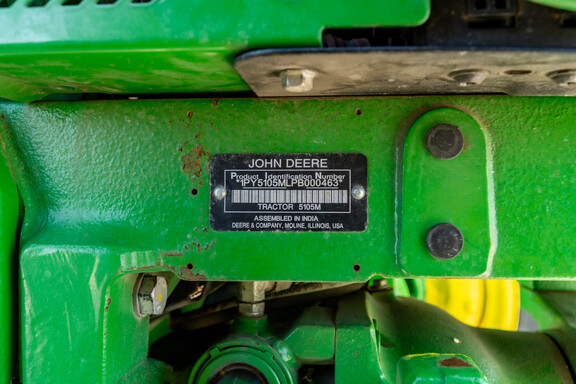 JOHN DEERE
Product Identification Number
*1PY5105MLPB000463*
TRACTOR 5105M
ASSEMBLED IN INDIA
DEERE & COMPANY, MOLINE, ILLINOIS, USA